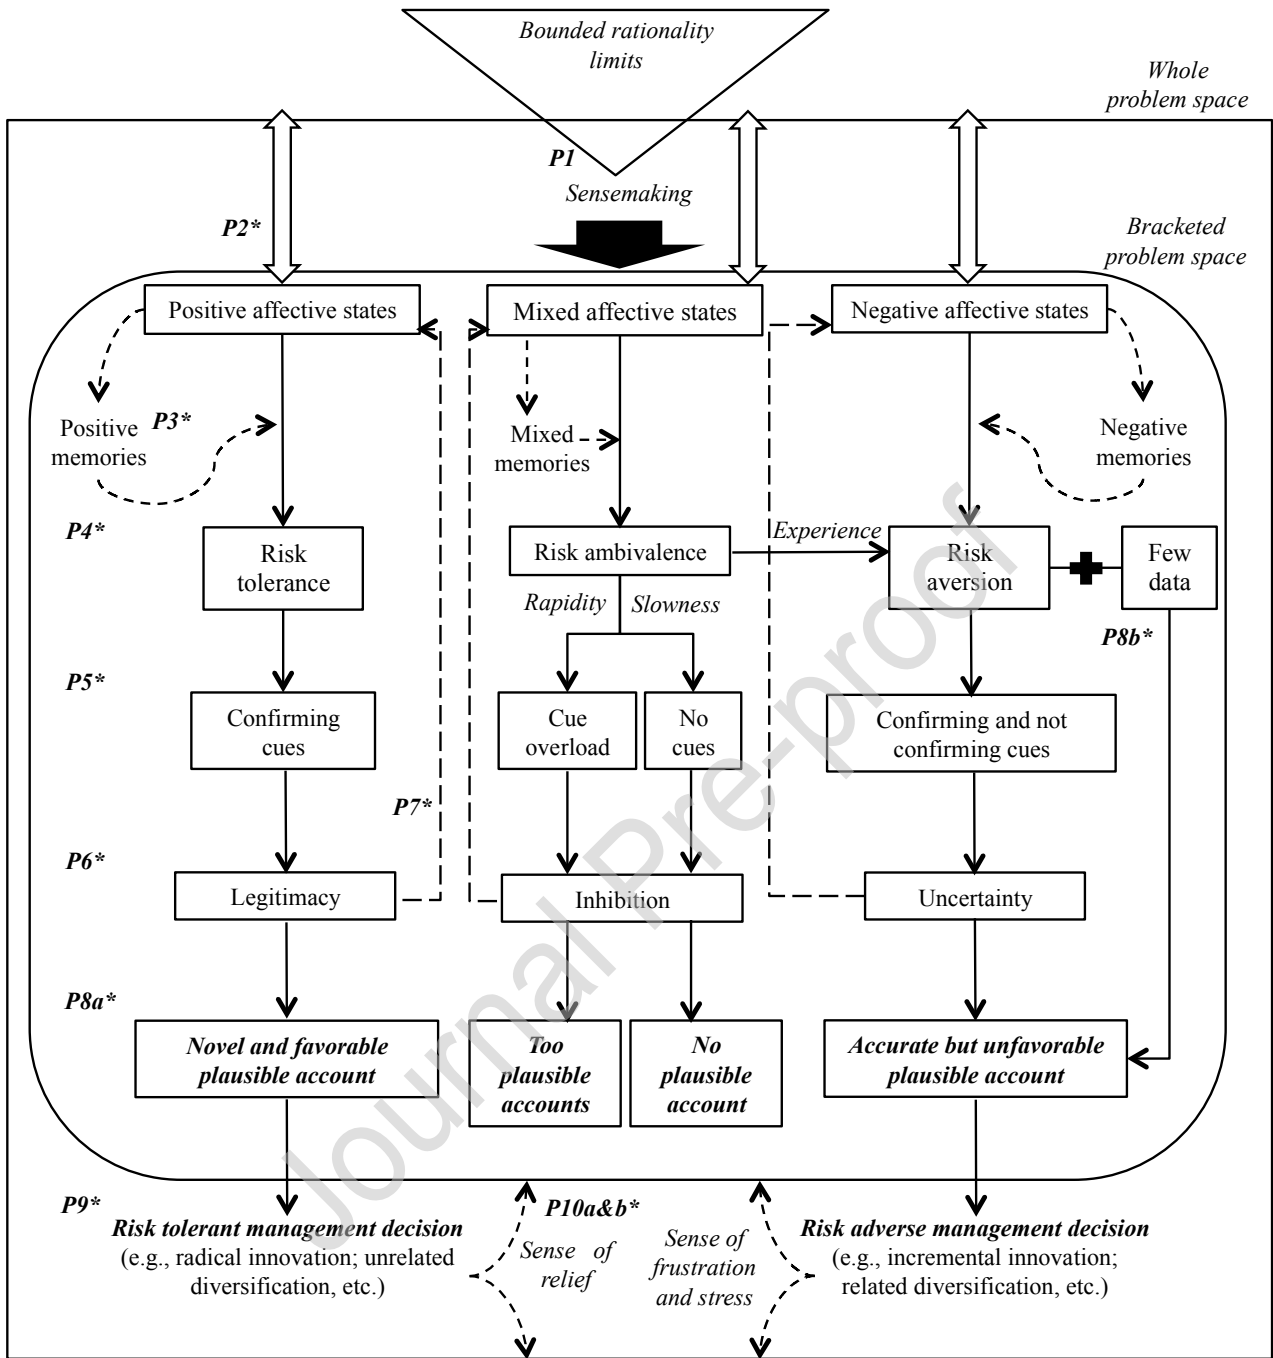 Bounded rationality
limits
Whole
problem space
P1
Sensemaking
P2*
Bracketed
problem space
Positive affective states
Mixed affective states
Negative affective states
P3*
Positive
memories
Mixed
memories
Negative
memories
P4*
Risk
tolerance
Risk ambivalence
Experience
Risk
aversion
Few
data
Rapidity
Slowness
P8b*
P5*
Confirming
cues
Cue
overload
No
cues
Confirming and not
confirming cues
P7*
P6*
Legitimacy
Inhibition
Uncertainty
P8a*
Novel and favorable
plausible account
Too
plausible
accounts
No
plausible
account
Accurate but unfavorable
plausible account
P9*
Risk tolerant management decision
(e.g., radical innovation; unrelated
diversification, etc.)
P10a&b*
Sense of
relief
Sense of
frustration
and stress
Risk adverse management decision
(e.g., incremental innovation;
related diversification, etc.)
Journal Pre-proof